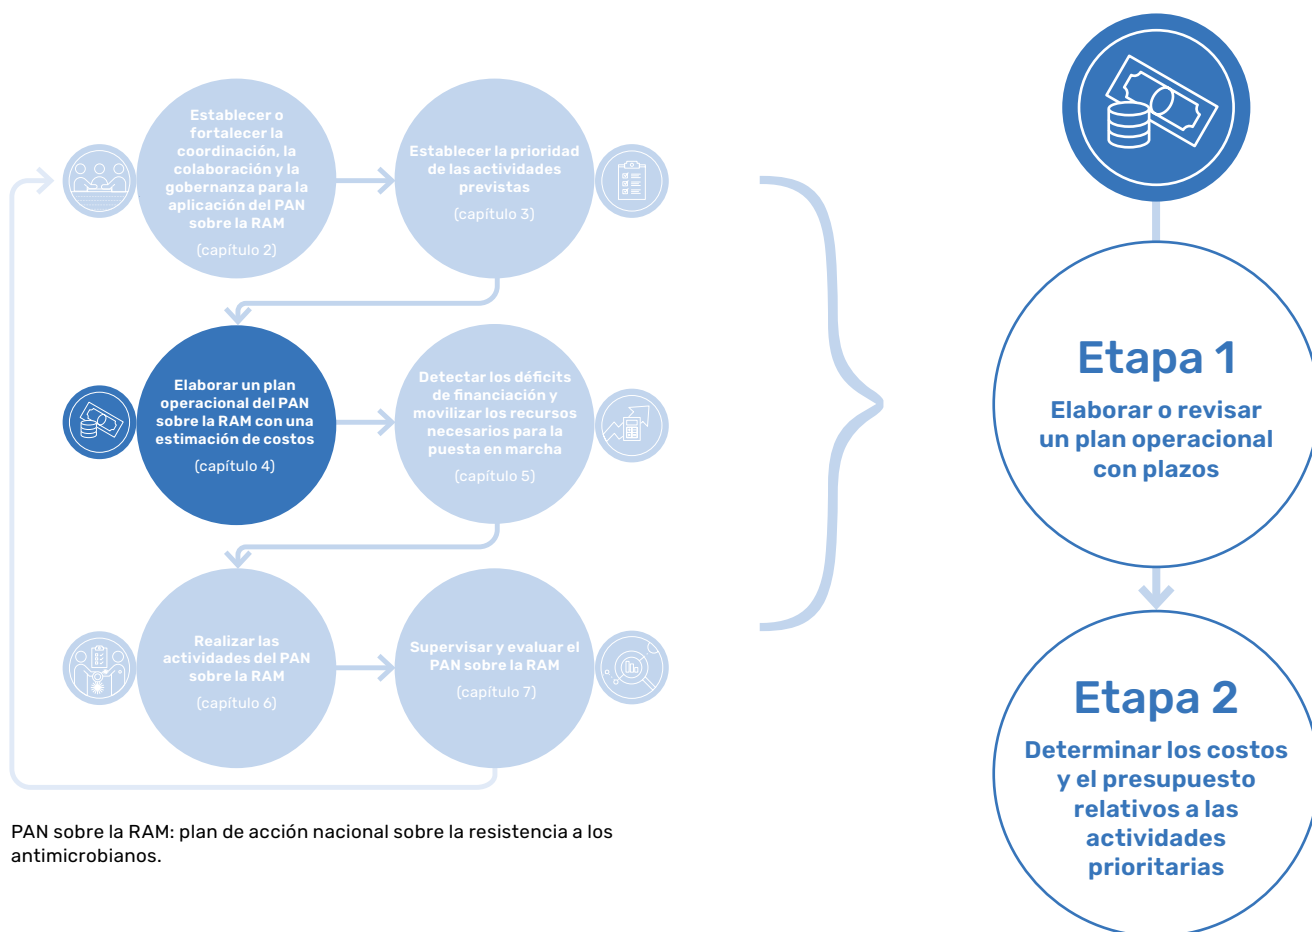 Establecer o
fortalecer la
coordinación, la
colaboración y la
gobernanza para la
aplicación del PAN
sobre la RAM
(capítulo 2)
Establecer la prioridad
de las actividades
previstas
(capítulo 3)
Elaborar un plan
operacional del PAN
sobre la RAM con una
estimación de costos
(capítulo 4)
Detectar los déficits
de financiación y
movilizar los recursos
necesarios para la
puesta en marcha
(capítulo 5)
Realizar las
actividades del PAN
sobre la RAM
(capítulo 6)
Supervisar y evaluar el
PAN sobre la RAM
(capítulo 7)
PAN sobre la RAM: plan de acción nacional sobre la resistencia a los
antimicrobianos.
Etapa 1
Elaborar o revisar
un plan operacional
con plazos
Etapa 2
Determinar los costos
y el presupuesto
relativos a las
actividades
prioritarias